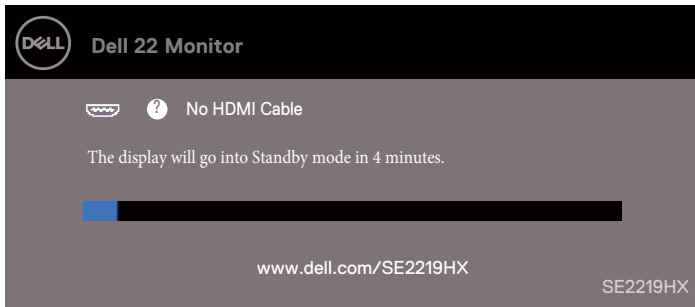 DELL
Dell 22 Monitor
? No HDMI Cable
The display will go into Standby mode in 4 minutes.
www.dell.com/SE2219HX
SE2219HX